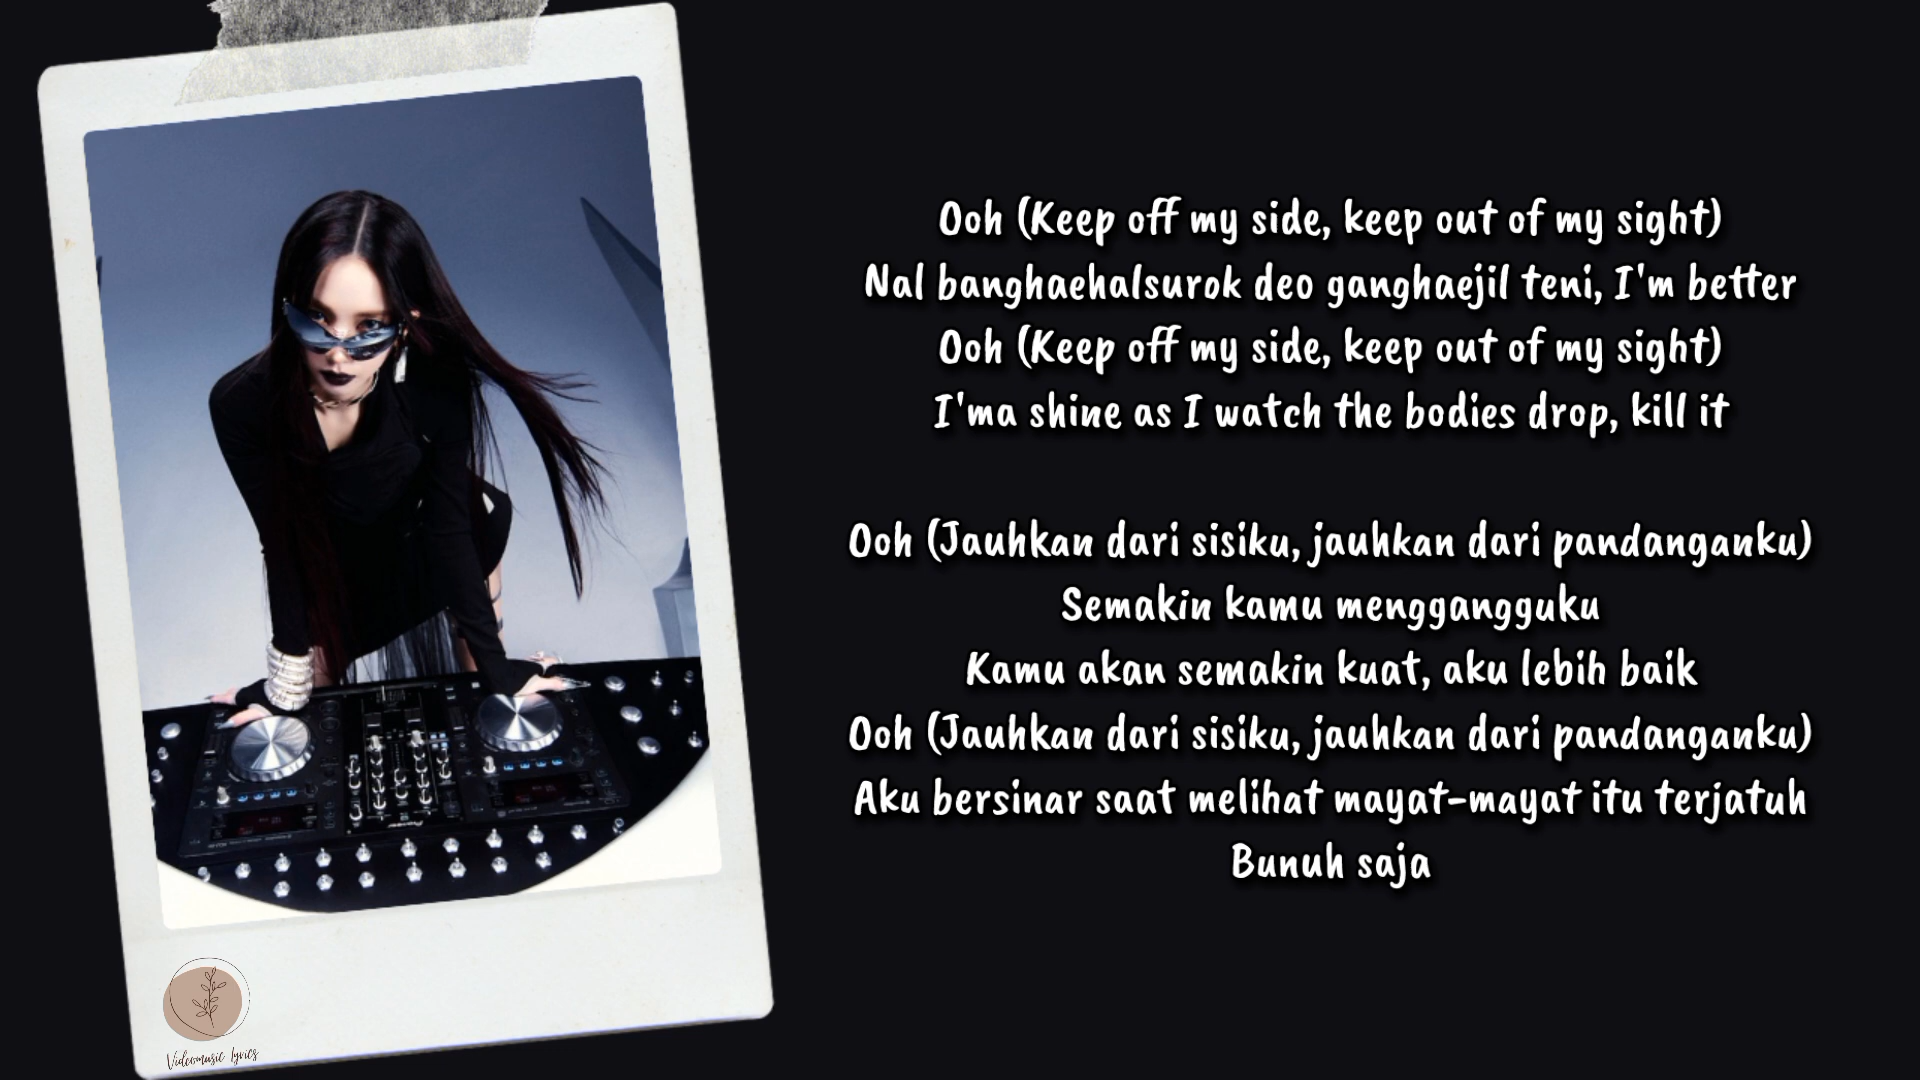 Ooh (Keep off my side, keep out of my sight)
Nal banghaehalsurok deo ganghaejil teni, I'm better
Ooh (Keep off my side, keep out of my sight)
I'ma shine as I watch the bodies drop, kill it
Ooh (Jauhkan dari sisiku, jauhkan dari pandanganku)
Semakin kamu menggangguku
Kamu akan semakin kuat, aku lebih baik
Ooh (Jauhkan dari sisiku, jauhkan dari pandanganku)
Aku bersinar saat melihat mayat-mayat itu terjatuh
Bunuh saja
Videomusic lyrics